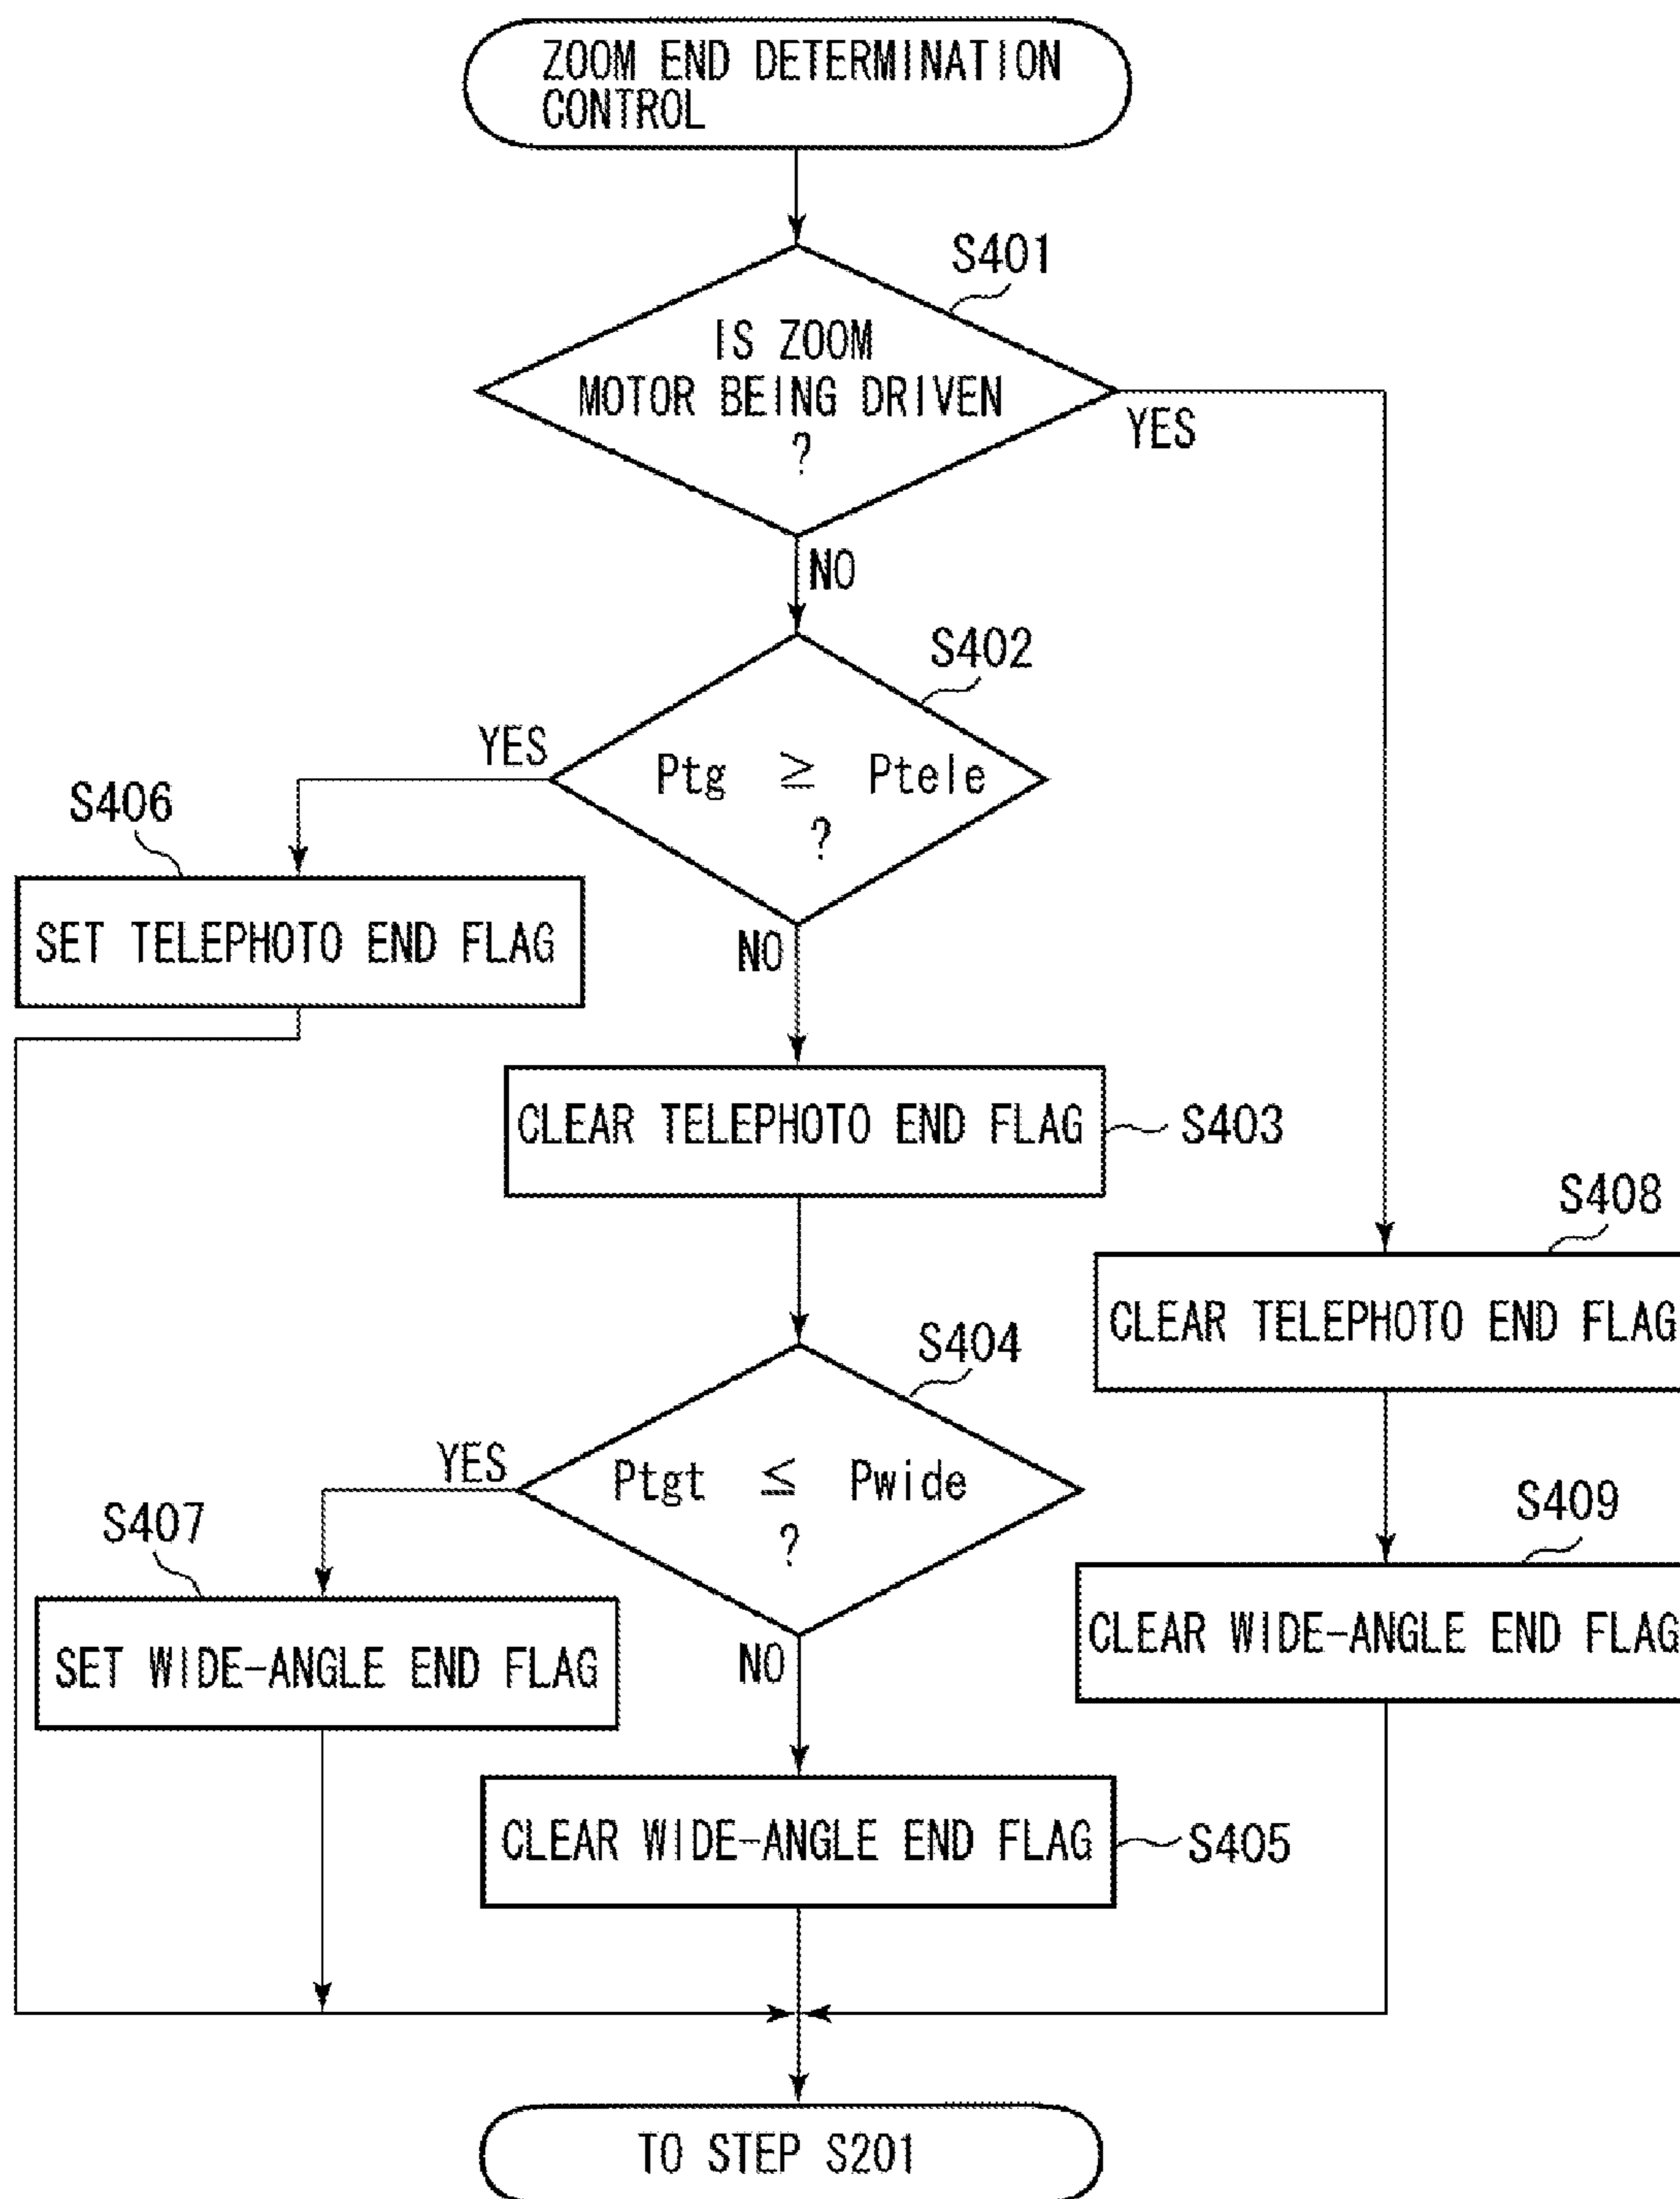 ZOOM END DETERMINATION
CONTROL
S401
IS ZOOM
MOTOR BEING DRIVEN
?
YES
NO
S402
YES
Ptg ≧ Ptele
?
S406
SET TELEPHOTO END FLAG
NO
CLEAR TELEPHOTO END FLAG
S403
S408
CLEAR TELEPHOTO END FLAG
S404
YES
Ptgt ≦ Pwide
?
S407
SET WIDE-ANGLE END FLAG
NO
S409
CLEAR WIDE-ANGLE END FLAG
CLEAR WIDE-ANGLE END FLAG
S405
TO STEP S201